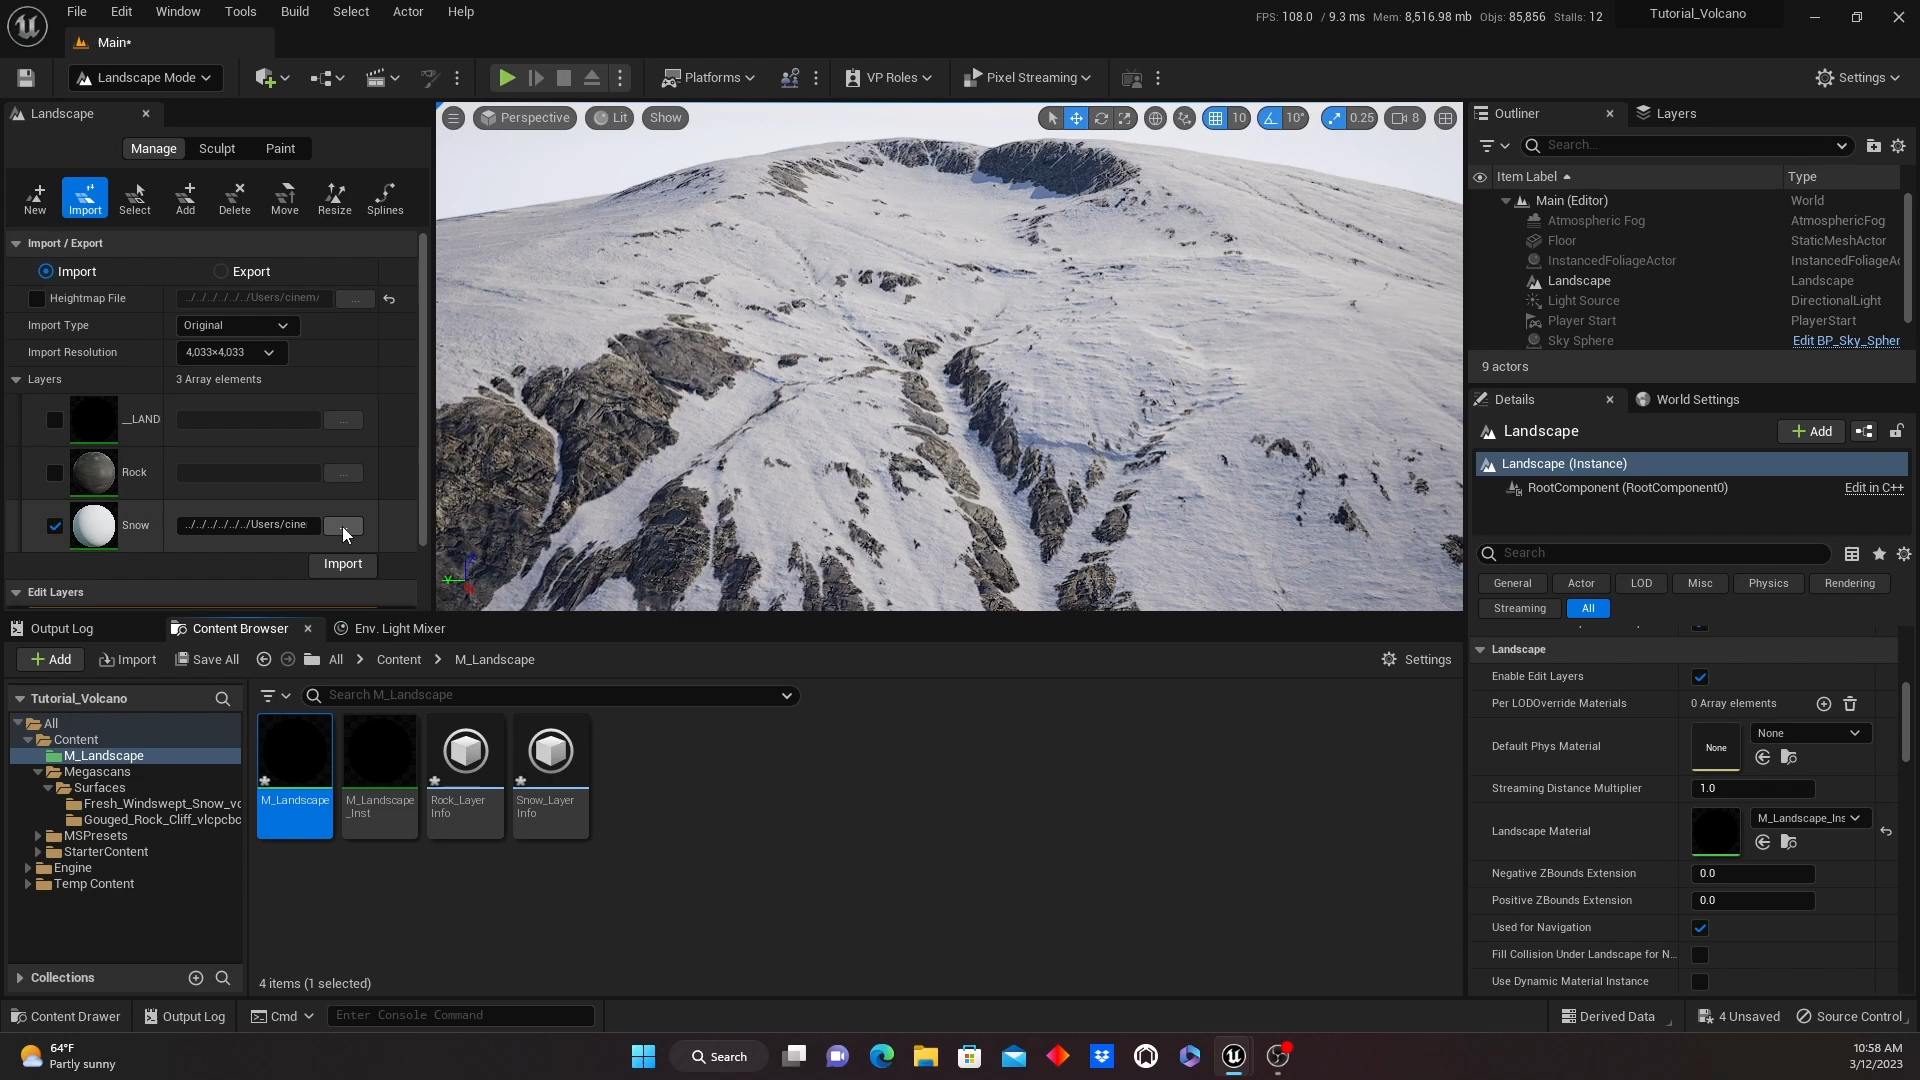 File Edit Window Tools Build Select Actor Help
FPS: 108.0 / 9.3 ms Mem: 8,516.98 mb Objs: 85,856 Stalls: 12
Tutorial_Volcano
Main*
Landscape Mode
Platforms
VP Roles
Pixel Streaming
Settings
Landscape
Manage Sculpt Paint
New Import Select Add Delete Move Resize Splines
Import / Export
Import Export
Heightmap File ../../../../../../Users/cinem/ ...
Import Type Original
Import Resolution 4,033×4,033
Layers 3 Array elements
__LAND ...
Rock ...
Snow ../../../../../../Users/cine
Import
Edit Layers
Perspective Lit Show
10 10° 0.25 8
Outliner Layers
Search...
Item Label Type
Main (Editor) World
Atmospheric Fog AtmosphericFog
Floor StaticMeshActor
InstancedFoliageActor InstancedFoliageAc
Landscape Landscape
Light Source DirectionalLight
Player Start PlayerStart
Sky Sphere Edit BP_Sky_Spher
9 actors
Details World Settings
Landscape
Add
Landscape (Instance)
RootComponent (RootComponent0) Edit in C++
Search
General Actor LOD Misc Physics Rendering
Streaming All
Landscape
Enable Edit Layers
Per LODOverride Materials 0 Array elements
Default Phys Material None None
Streaming Distance Multiplier 1.0
Landscape Material M_Landscape_Ins
Negative ZBounds Extension 0.0
Positive ZBounds Extension 0.0
Used for Navigation
Fill Collision Under Landscape for N...
Use Dynamic Material Instance
Output Log Content Browser Env. Light Mixer
Add Import Save All All Content M_Landscape Settings
Tutorial_Volcano
Search M_Landscape
All
Content
M_Landscape
Megascans
Surfaces
Fresh_Windswept_Snow_vc
Gouged_Rock_Cliff_vlcpcbc
MSPresets
StarterContent
Engine
Temp Content
Collections
M_Landscape
M_Landscape
_Inst
Rock_Layer
Info
Snow_Layer
Info
4 items (1 selected)
Content Drawer Output Log Cmd Enter Console Command
Derived Data 4 Unsaved Source Control
64°F
Partly sunny
Search
10:58 AM
3/12/2023